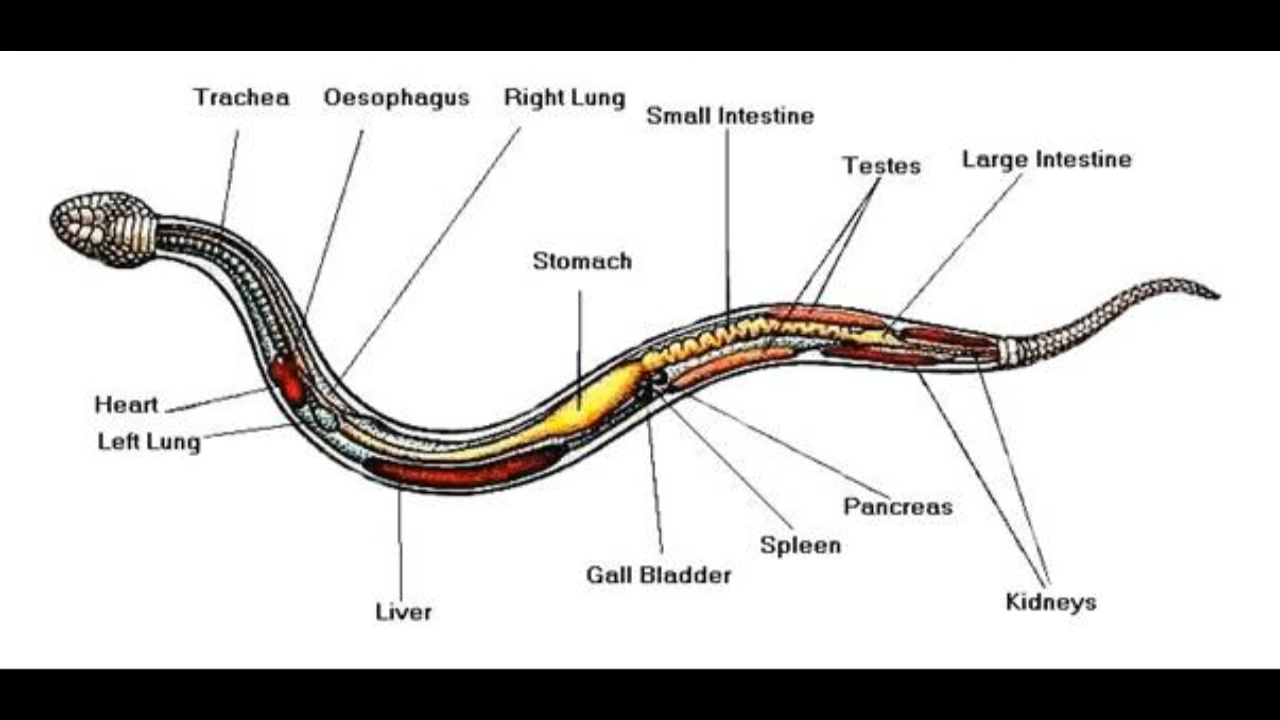 Trachea
Oesophagus
Right Lung
Small Intestine
Testes
Large Intestine
Stomach
Heart
Left Lung
Pancreas
Spleen
Gall Bladder
Kidneys
Liver